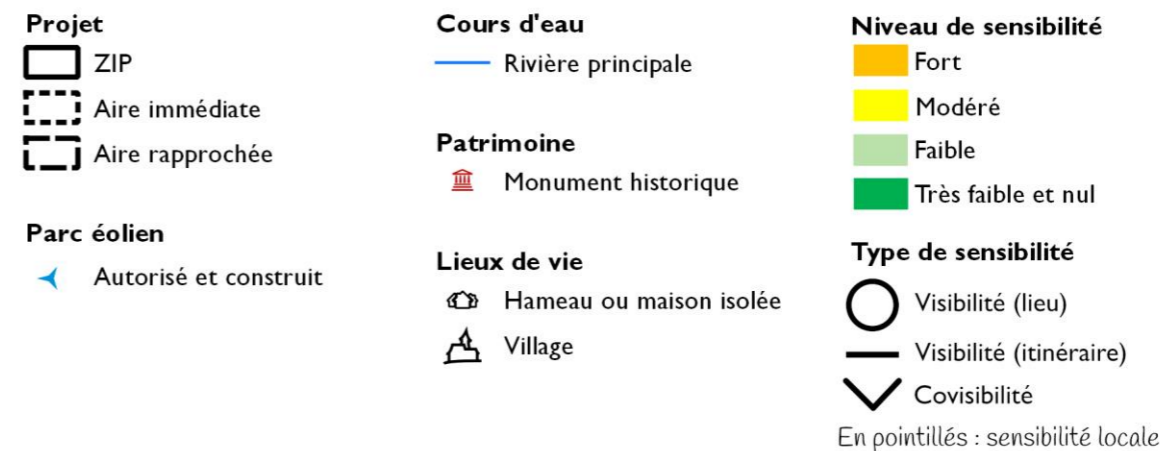 Projet
ZIP
Aire immédiate
Aire rapprochée
Parc éolien
Autorisé et construit
Cours d'eau
Rivière principale
Patrimoine
Monument historique
Lieux de vie
Hameau ou maison isolée
Village
Niveau de sensibilité
Fort
Modéré
Faible
Très faible et nul
Type de sensibilité
Visibilité (lieu)
Visibilité (itinéraire)
Covisibilité
En pointillés : sensibilité locale